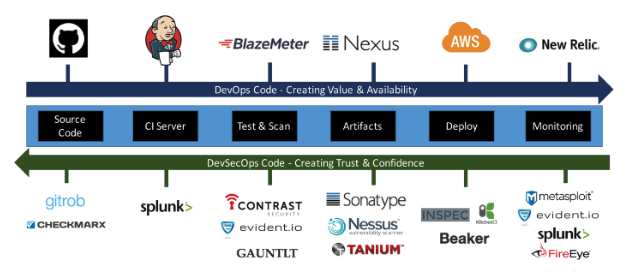 BlazeMeter
Nexus
AWS
New Relic.
DevOps Code - Creating Value & Availability
Source Code
CI Server
Test & Scan
Artifacts
Deploy
Monitoring
DevSecOps Code - Creating Trust & Confidence
gitrob
CHECKMARX
splunk>
CONTRAST
SECURITY
evident.io
GAUNTLT
Sonatype
Nessus
vulnerability scanner
TANIUM
INSPEC
KitchenCI
Beaker
metasploit
evident.io
splunk>
FireEye